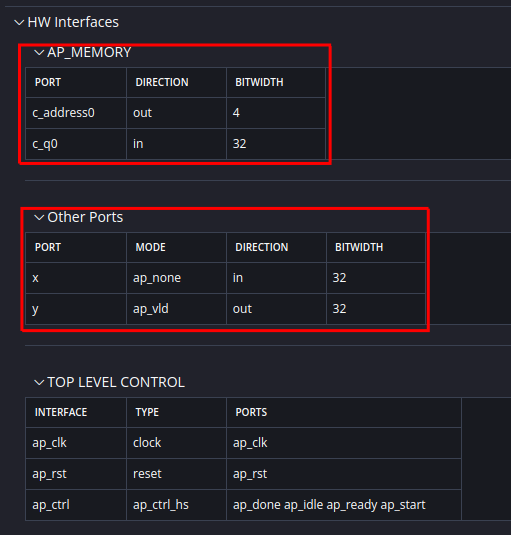 HW Interfaces
AP_MEMORY
PORT DIRECTION BITWIDTH
c_address0 out 4
c_q0 in 32
Other Ports
PORT MODE DIRECTION BITWIDTH
x ap_none in 32
y ap_vld out 32
TOP LEVEL CONTROL
INTERFACE TYPE PORTS
ap_clk clock ap_clk
ap_rst reset ap_rst
ap_ctrl ap_ctrl_hs ap_done ap_idle ap_ready ap_start